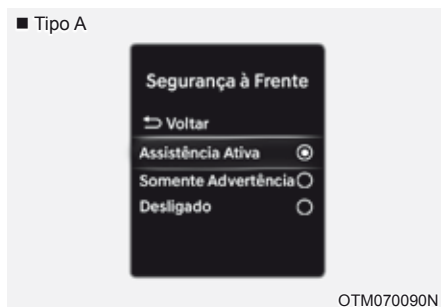 ■ Tipo A
Segurança à Frente
⮌ Voltar
Assistência Ativa
Somente Advertência
Desligado
OTM070090N